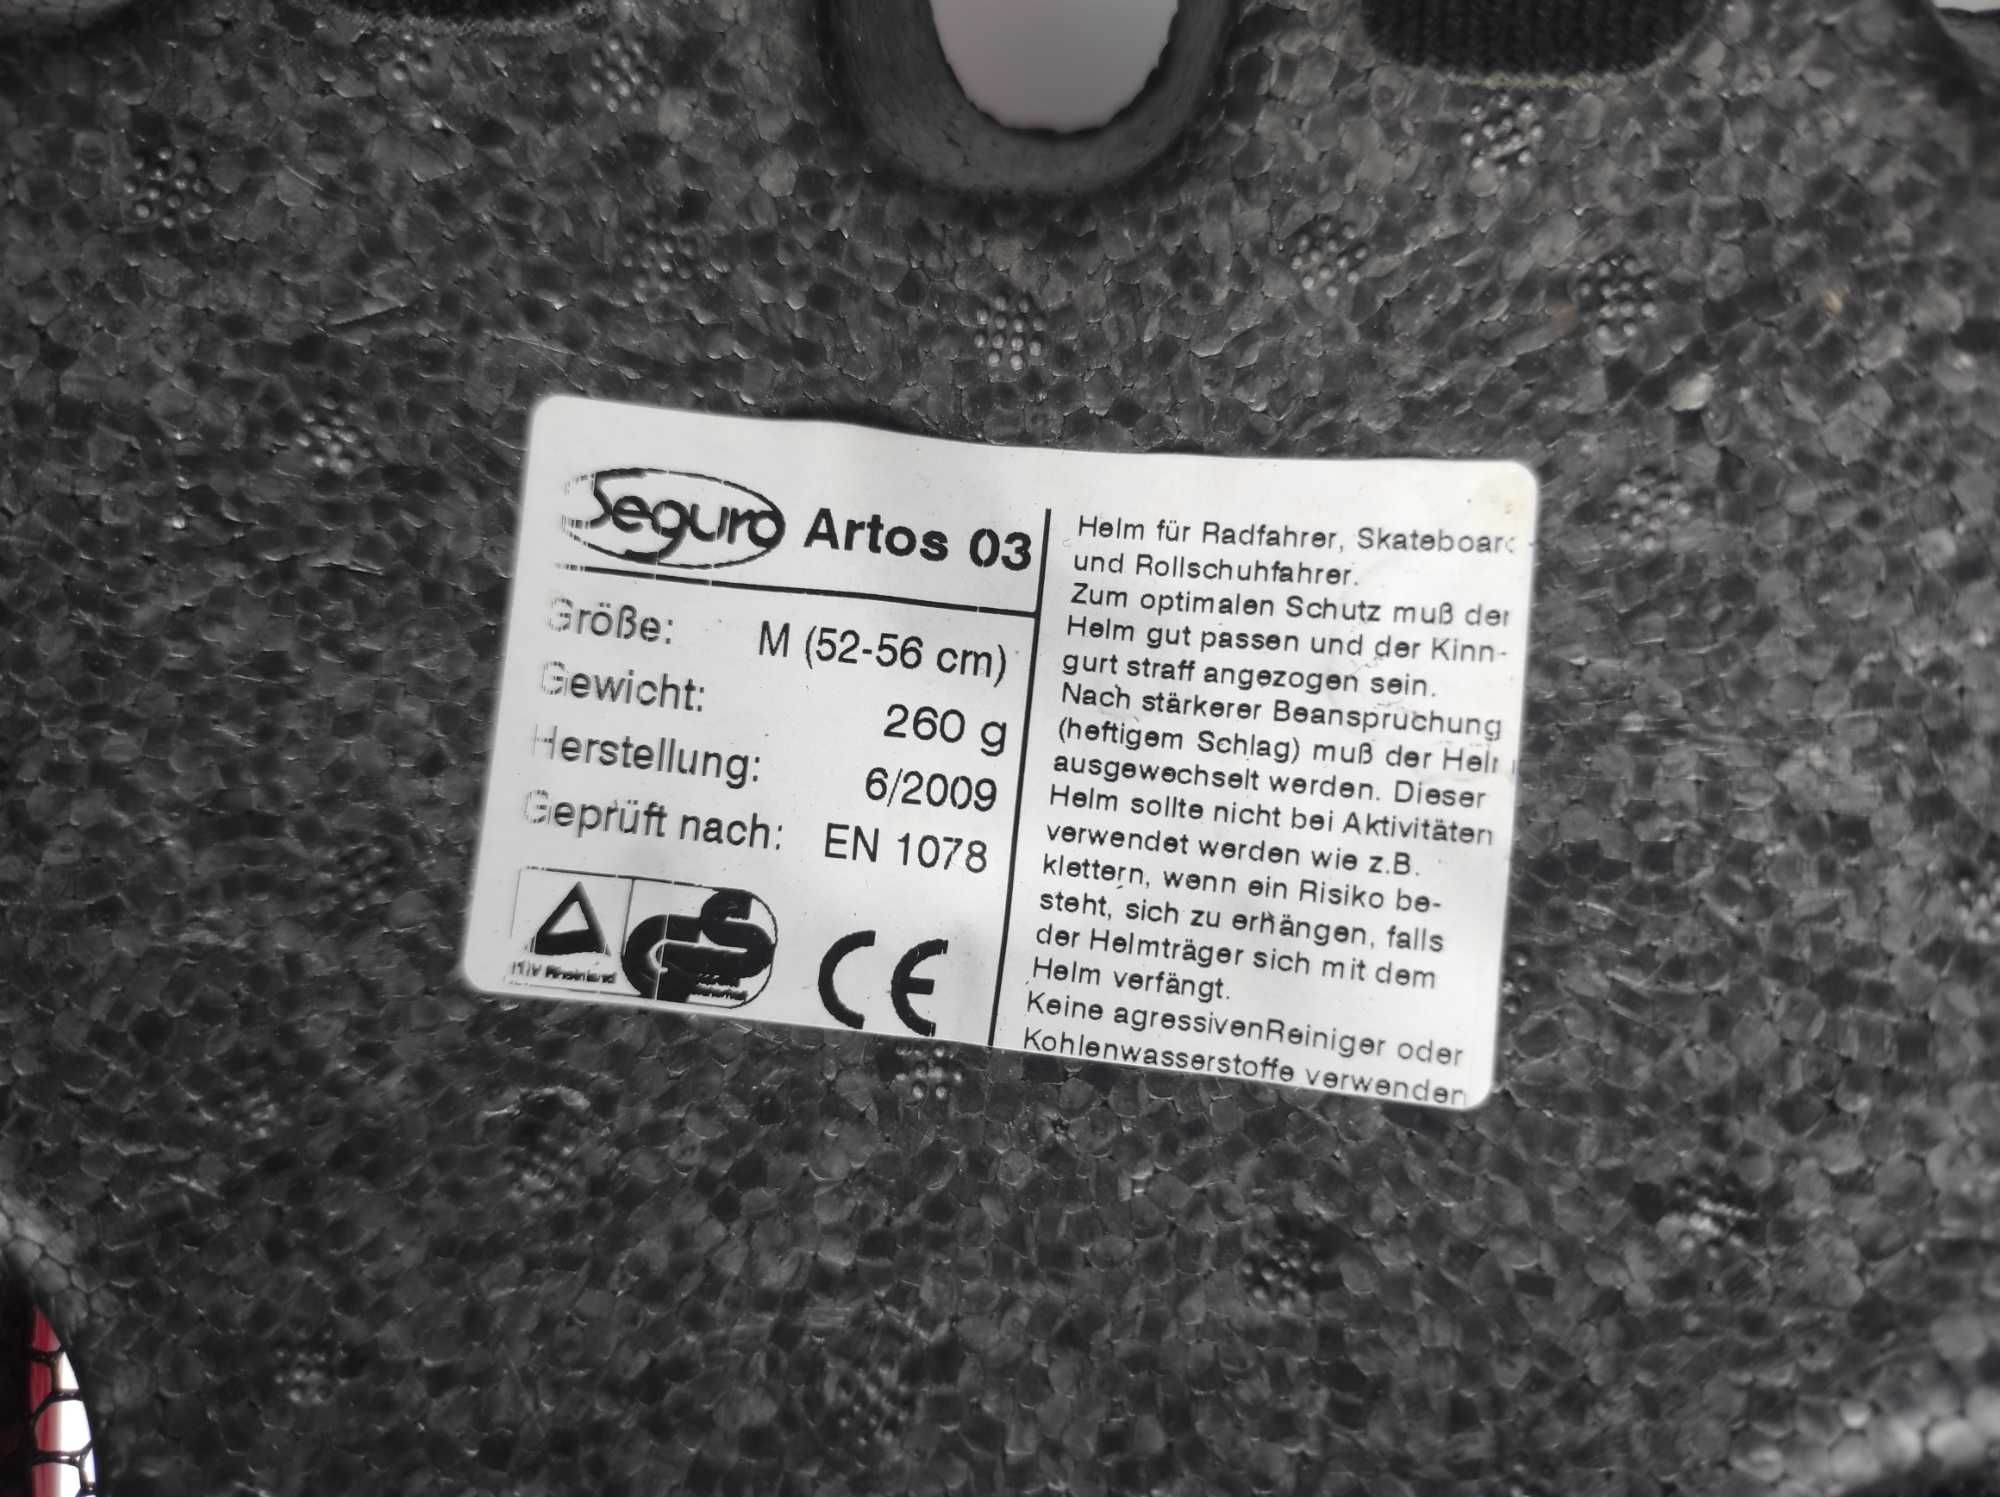 Seguro Artos 03
Größe: M (52-56 cm)
Gewicht: 260 g
Herstellung: 6/2009
Geprüft nach: EN 1078
TÜV Rheinland
GS
CE
Helm für Radfahrer, Skateboard
und Rollschuhfahrer.
Zum optimalen Schutz muß der
Helm gut passen und der Kinn-
gurt straff angezogen sein.
Nach stärkerer Beanspruchung
(heftigem Schlag) muß der Helm
ausgewechselt werden. Dieser
Helm sollte nicht bei Aktivitäten
verwendet werden wie z.B.
klettern, wenn ein Risiko be-
steht, sich zu erhängen, falls
der Helmträger sich mit dem
Helm verfängt.
Keine agressivenReiniger oder
Kohlenwasserstoffe verwenden